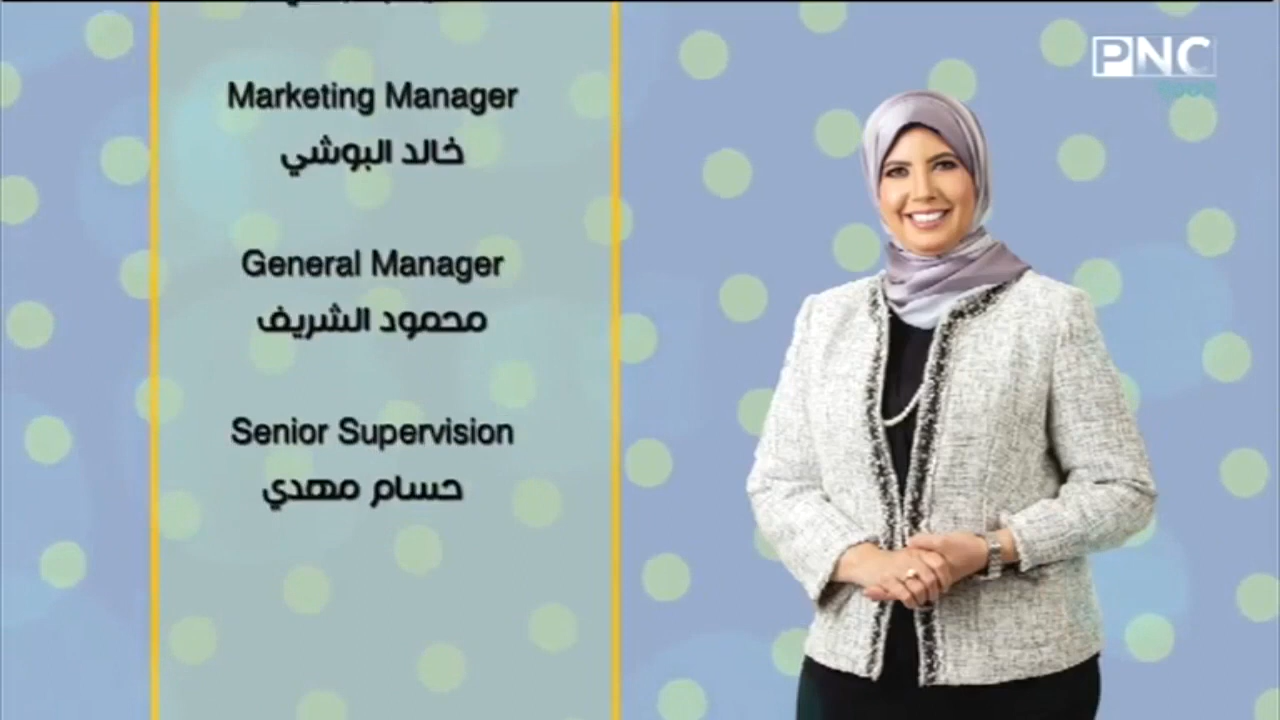 PNC
Marketing Manager
خالد البوشي
General Manager
محمود الشريف
Senior Supervision
حسام مهدي